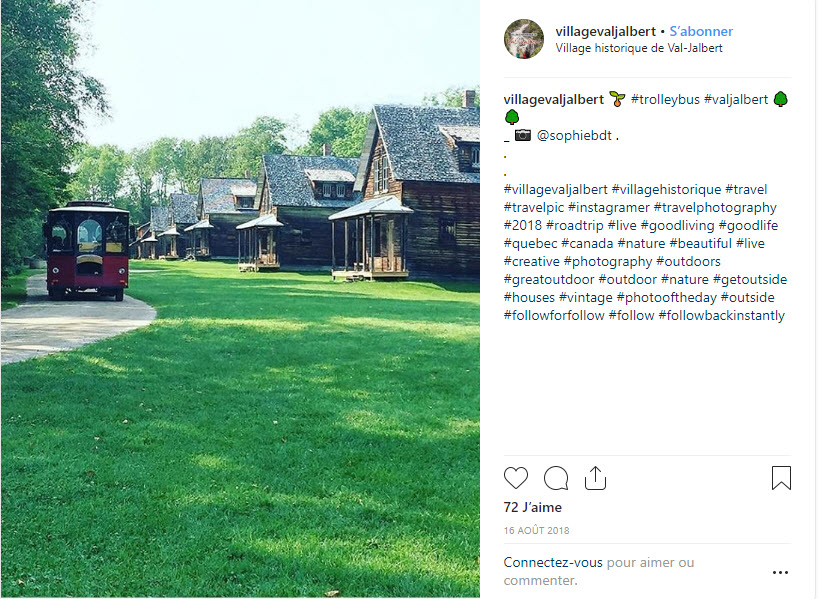 villagevaljalbert • S'abonner
Village historique de Val-Jalbert
villagevaljalbert 🌱 #trolleybus #valjalbert 🌳
🌳
_ 📷 @sophiebdt .
.
.
#villagevaljalbert #villagehistorique #travel
#travelpic #instagramer #travelphotography
#2018 #roadtrip #live #goodliving #goodlife
#quebec #canada #nature #beautiful #live
#creative #photography #outdoors
#greatoutdoor #outdoor #nature #getoutside
#houses #vintage #photooftheday #outside
#followforfollow #follow #followbackinstantly
72 J'aime
16 AOÛT 2018
Connectez-vous pour aimer ou
commenter.